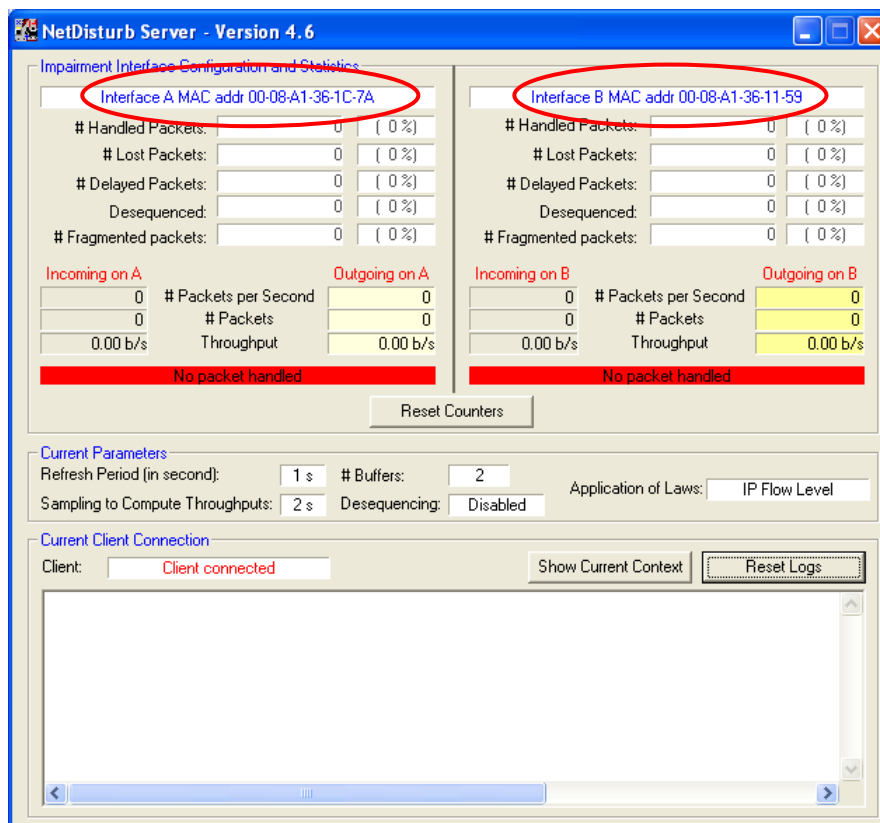 NetDisturb Server - Version 4.6
Impairment Interface Configuration and Statistics
Interface A MAC addr 00-08-A1-36-1C-7A
# Handled Packets: 0 ( 0 %)
# Lost Packets: 0 ( 0 %)
# Delayed Packets: 0 ( 0 %)
Desequenced: 0 ( 0 %)
# Fragmented packets: 0 ( 0 %)
Incoming on A Outgoing on A
0 # Packets per Second 0
0 # Packets 0
0.00 b/s Throughput 0.00 b/s
No packet handled
Interface B MAC addr 00-08-A1-36-11-59
# Handled Packets: 0 ( 0 %)
# Lost Packets: 0 ( 0 %)
# Delayed Packets: 0 ( 0 %)
Desequenced: 0 ( 0 %)
# Fragmented packets: 0 ( 0 %)
Incoming on B Outgoing on B
0 # Packets per Second 0
0 # Packets 0
0.00 b/s Throughput 0.00 b/s
No packet handled
Reset Counters
Current Parameters
Refresh Period (in second): 1 s # Buffers: 2
Sampling to Compute Throughputs: 2 s Desequencing: Disabled
Application of Laws: IP Flow Level
Current Client Connection
Client: Client connected Show Current Context Reset Logs